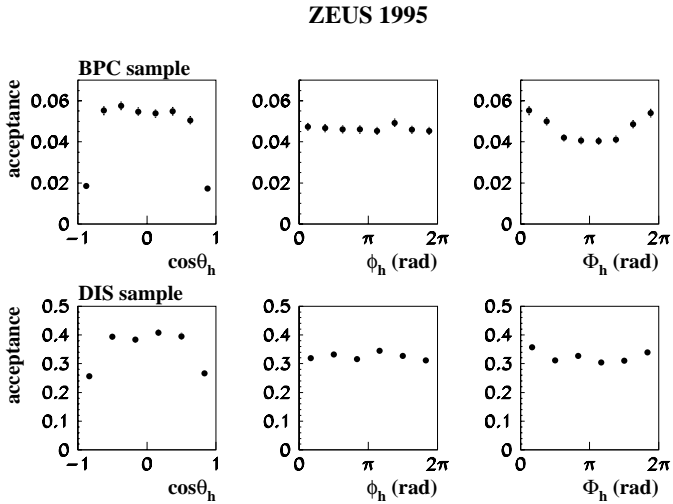 ZEUS 1995
BPC sample
acceptance
0.06
0.04
0.02
0
-1
0
1
cosθh
0.06
0.04
0.02
0
0
π
2π
ϕh (rad)
0.06
0.04
0.02
0
0
π
2π
Φh (rad)
DIS sample
acceptance
0.5
0.4
0.3
0.2
0.1
0
-1
0
1
cosθh
0.5
0.4
0.3
0.2
0.1
0
0
π
2π
ϕh (rad)
0.5
0.4
0.3
0.2
0.1
0
0
π
2π
Φh (rad)